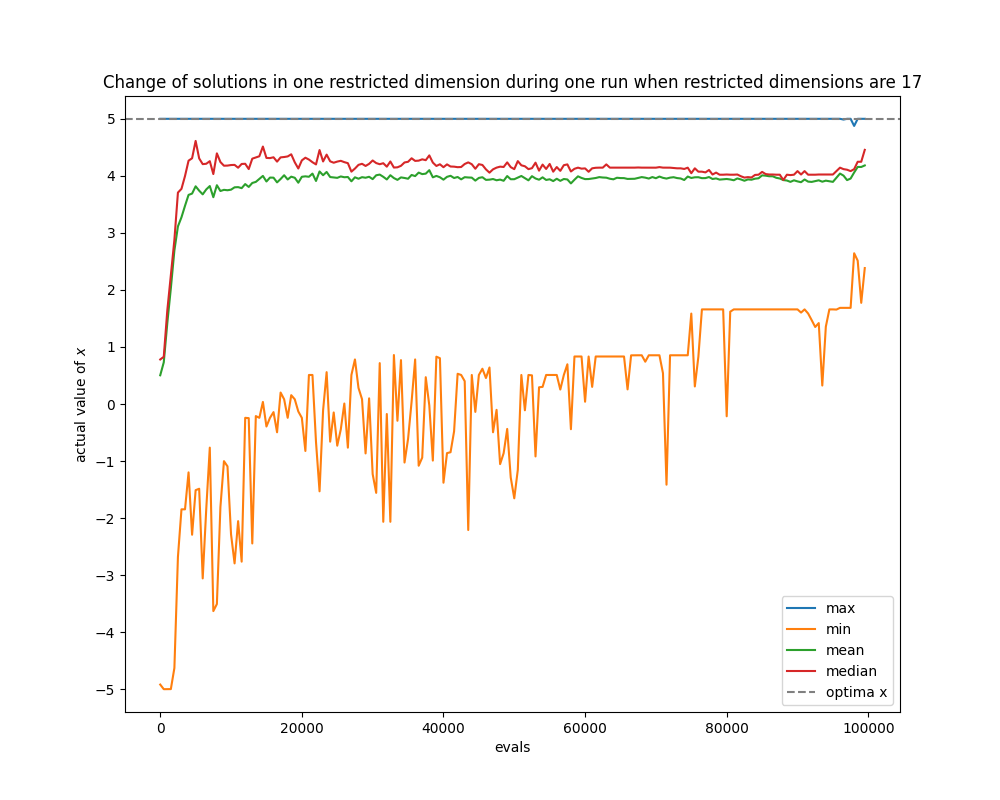 Change of solutions in one restricted dimension during one run when restricted dimensions are 17
5
4
3
2
1
0
−1
−2
−3
−4
−5
actual value of x
0 20000 40000 60000 80000 100000
evals
max
min
mean
median
optima x